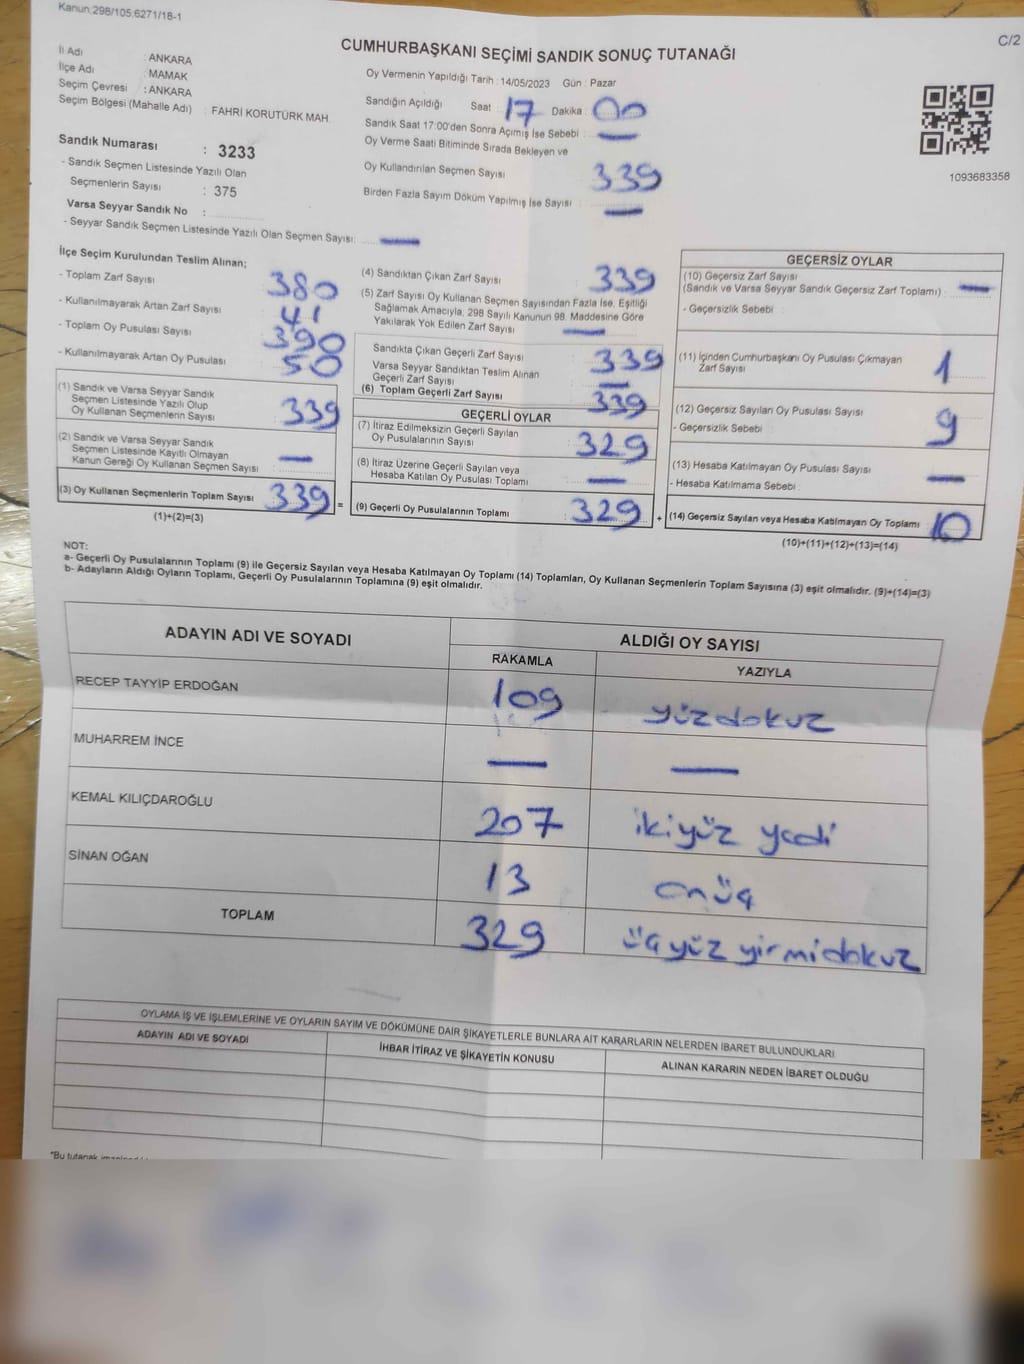 Kanun,298/105,6271/18-1
C/2
CUMHURBAŞKANI SEÇİMİ SANDIK SONUÇ TUTANAĞI
İl Adı : ANKARA
İlçe Adı : MAMAK
Seçim Çevresi : ANKARA
Seçim Bölgesi (Mahalle Adı) : FAHRİ KORUTÜRK MAH.
Oy Vermenin Yapıldığı Tarih : 14/05/2023 Gün : Pazar
Sandığın Açıldığı Saat : 17 Dakika : 00
Sandık Saat 17:00'den Sonra Açımış İse Sebebi : —
Oy Verme Saati Bitiminde Sırada Bekleyen ve
Oy Kullandırılan Seçmen Sayısı 339
Birden Fazla Sayım Döküm Yapılmış İse Sayısı : —
1093683358
Sandık Numarası : 3233
- Sandık Seçmen Listesinde Yazılı Olan
Seçmenlerin Sayısı : 375
Varsa Seyyar Sandık No :
- Seyyar Sandık Seçmen Listesinde Yazılı Olan Seçmen Sayısı: —
İlçe Seçim Kurulundan Teslim Alınan;
- Toplam Zarf Sayısı 380
- Kullanılmayarak Artan Zarf Sayısı 41
- Toplam Oy Pusulası Sayısı 390
- Kullanılmayarak Artan Oy Pusulası 50
(1) Sandık ve Varsa Seyyar Sandık
Seçmen Listesinde Yazılı Olup
Oy Kullanan Seçmenlerin Sayısı 339
(2) Sandık ve Varsa Seyyar Sandık
Seçmen Listesinde Kayıtlı Olmayan
Kanun Gereği Oy Kullanan Seçmen Sayısı —
(3) Oy Kullanan Seçmenlerin Toplam Sayısı 339 =
(1)+(2)=(3)
(4) Sandıktan Çıkan Zarf Sayısı 339
(5) Zarf Sayısı Oy Kullanan Seçmen Sayısından Fazla İse, Eşitliği
Sağlamak Amacıyla, 298 Sayılı Kanunun 98. Maddesine Göre
Yakılarak Yok Edilen Zarf Sayısı —
Sandıkta Çıkan Geçerli Zarf Sayısı 339
Varsa Seyyar Sandıktan Teslim Alınan
Geçerli Zarf Sayısı —
(6) Toplam Geçerli Zarf Sayısı 339
GEÇERLİ OYLAR
(7) İtiraz Edilmeksizin Geçerli Sayılan
Oy Pusulalarının Sayısı 329
(8) İtiraz Üzerine Geçerli Sayılan veya
Hesaba Katılan Oy Pusulası Toplamı —
(9) Geçerli Oy Pusulalarının Toplamı 329 +
GEÇERSİZ OYLAR
(10) Geçersiz Zarf Sayısı
(Sandık ve Varsa Seyyar Sandık Geçersiz Zarf Toplamı) : —
- Geçersizlik Sebebi :
(11) İçinden Cumhurbaşkanı Oy Pusulası Çıkmayan
Zarf Sayısı 1
(12) Geçersiz Sayılan Oy Pusulası Sayısı 9
- Geçersizlik Sebebi :
(13) Hesaba Katılmayan Oy Pusulası Sayısı —
- Hesaba Katılmama Sebebi :
(14) Geçersiz Sayılan veya Hesaba Katılmayan Oy Toplamı 10
(10)+(11)+(12)+(13)=(14)
NOT:
a- Geçerli Oy Pusulalarının Toplamı (9) ile Geçersiz Sayılan veya Hesaba Katılmayan Oy Toplamı (14) Toplamları, Oy Kullanan Seçmenlerin Toplam Sayısına (3) eşit olmalıdır. (9)+(14)=(3)
b- Adayların Aldığı Oyların Toplamı, Geçerli Oy Pusulalarının Toplamına (9) eşit olmalıdır.
ADAYIN ADI VE SOYADI ALDIĞI OY SAYISI
RAKAMLA YAZIYLA
RECEP TAYYİP ERDOĞAN 109 yüzdokuz
MUHARREM İNCE — —
KEMAL KILIÇDAROĞLU 207 ikiyüz yedi
SİNAN OĞAN 13 onüç
TOPLAM 329 üçyüz yirmidokuz
OYLAMA İŞ VE İŞLEMLERİNE VE OYLARIN SAYIM VE DÖKÜMÜNE DAİR ŞİKAYETLERLE BUNLARA AİT KARARLARIN NELERDEN İBARET BULUNDUKLARI
ADAYIN ADI VE SOYADI İHBAR İTİRAZ VE ŞİKAYETİN KONUSU ALINAN KARARIN NEDEN İBARET OLDUĞU
*Bu tutanak